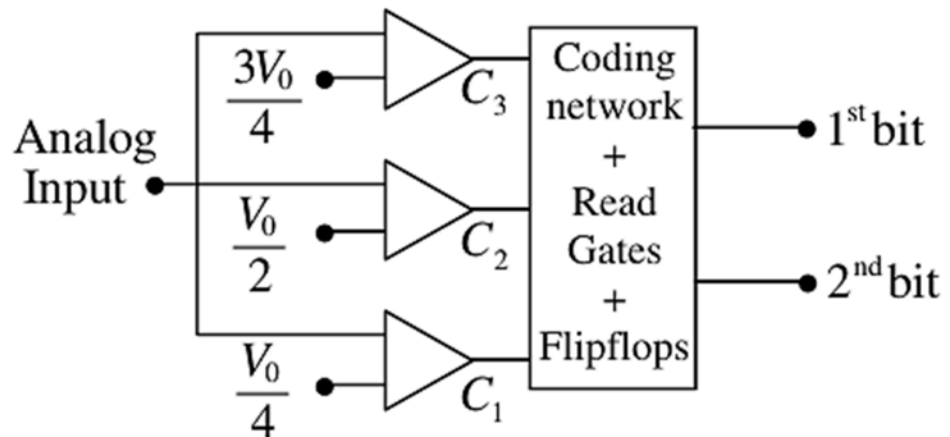 3V₀/4
C₃
Analog
Input
V₀/2
C₂
V₀/4
C₁
Coding
network
+
Read
Gates
+
Flipflops
1ˢᵗ bit
2ⁿᵈ bit